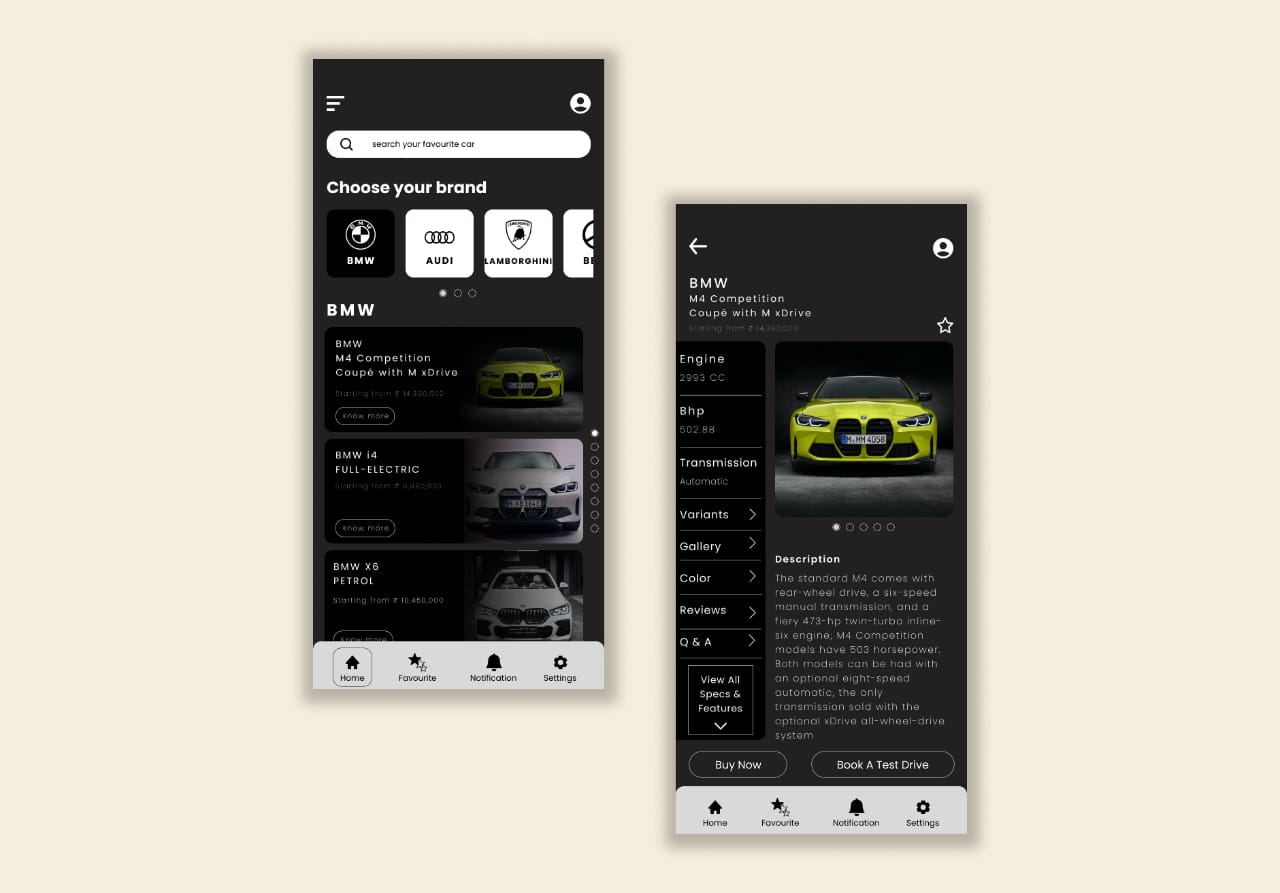 search your favourite car
Choose your brand
BMW
BMW
AUDI
LAMBORGHINI
LAMBORGHINI
BE
BMW
BMW
M4 Competition
Coupé with M xDrive
Starting from ₹ 14,390,000
Know more
BMW i4
FULL-ELECTRIC
Starting from ₹ 6,990,000
Know more
BMW X6
PETROL
Starting from ₹ 10,450,000
Know more
Home
Favourite
Notification
Settings
BMW
M4 Competition
Coupé with M xDrive
Starting from ₹ 14,390,000
Engine
2993 CC
Bhp
502.88
Transmission
Automatic
Variants
Gallery
Color
Reviews
Q & A
View All
Specs &
Features
M·MM 4058
Description
The standard M4 comes with
rear-wheel drive, a six-speed
manual transmission, and a
fiery 473-hp twin-turbo inline-
six engine; M4 Competition
models have 503 horsepower.
Both models can be had with
an optional eight-speed
automatic, the only
transmission sold with the
optional xDrive all-wheel-drive
system
Buy Now
Book A Test Drive
Home
Favourite
Notification
Settings